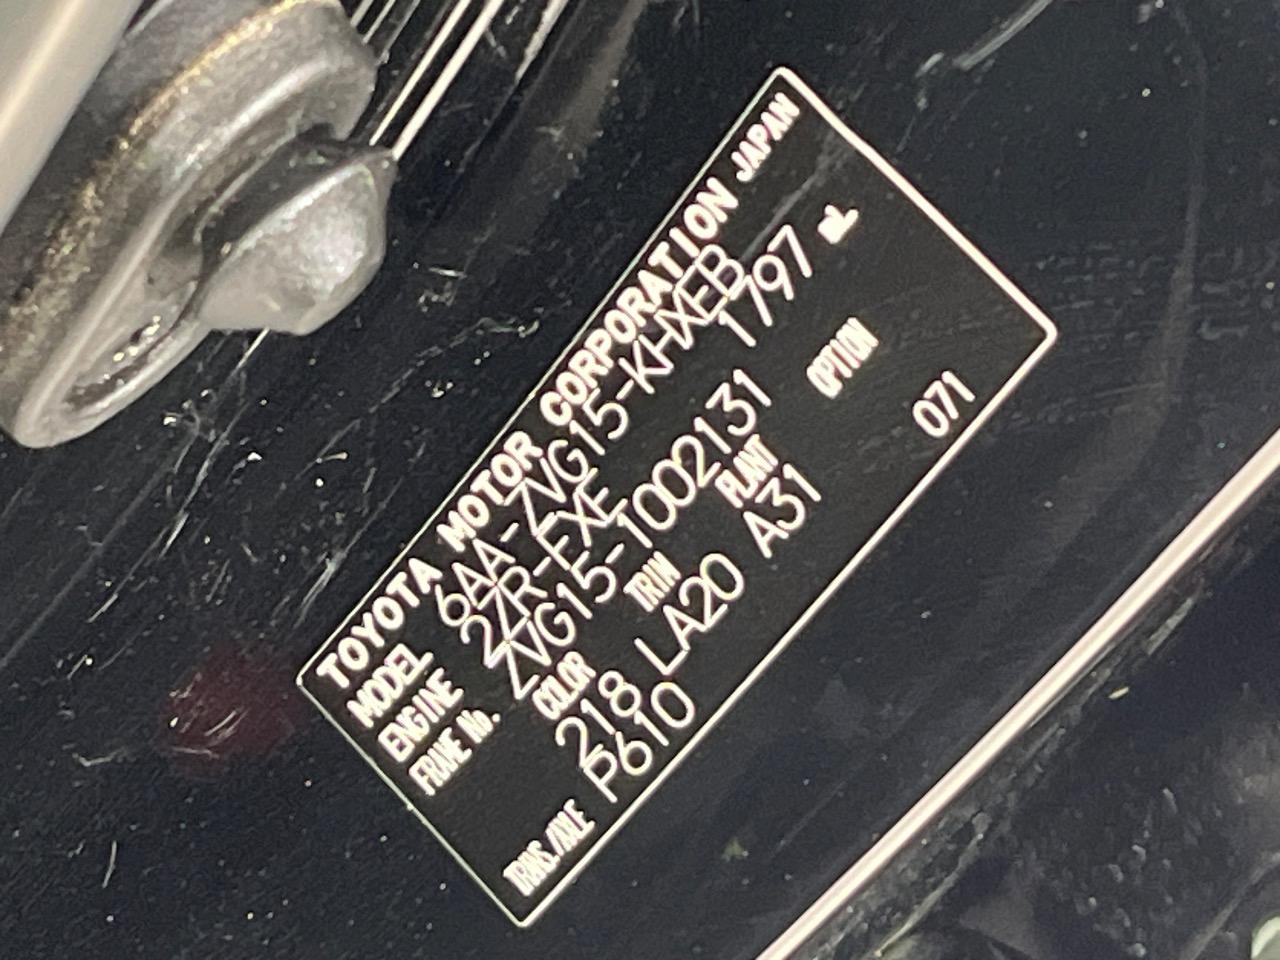 TOYOTA MOTOR CORPORATION JAPAN
MODEL 6AA-ZVG15-KHXEB
ENGINE 2ZR-FXE 1797 mL
FRAME No. ZVG15-1002131
COLOR TRIM PLANT OPTION
218 LA20 A31
TRANS./AXLE P610 071